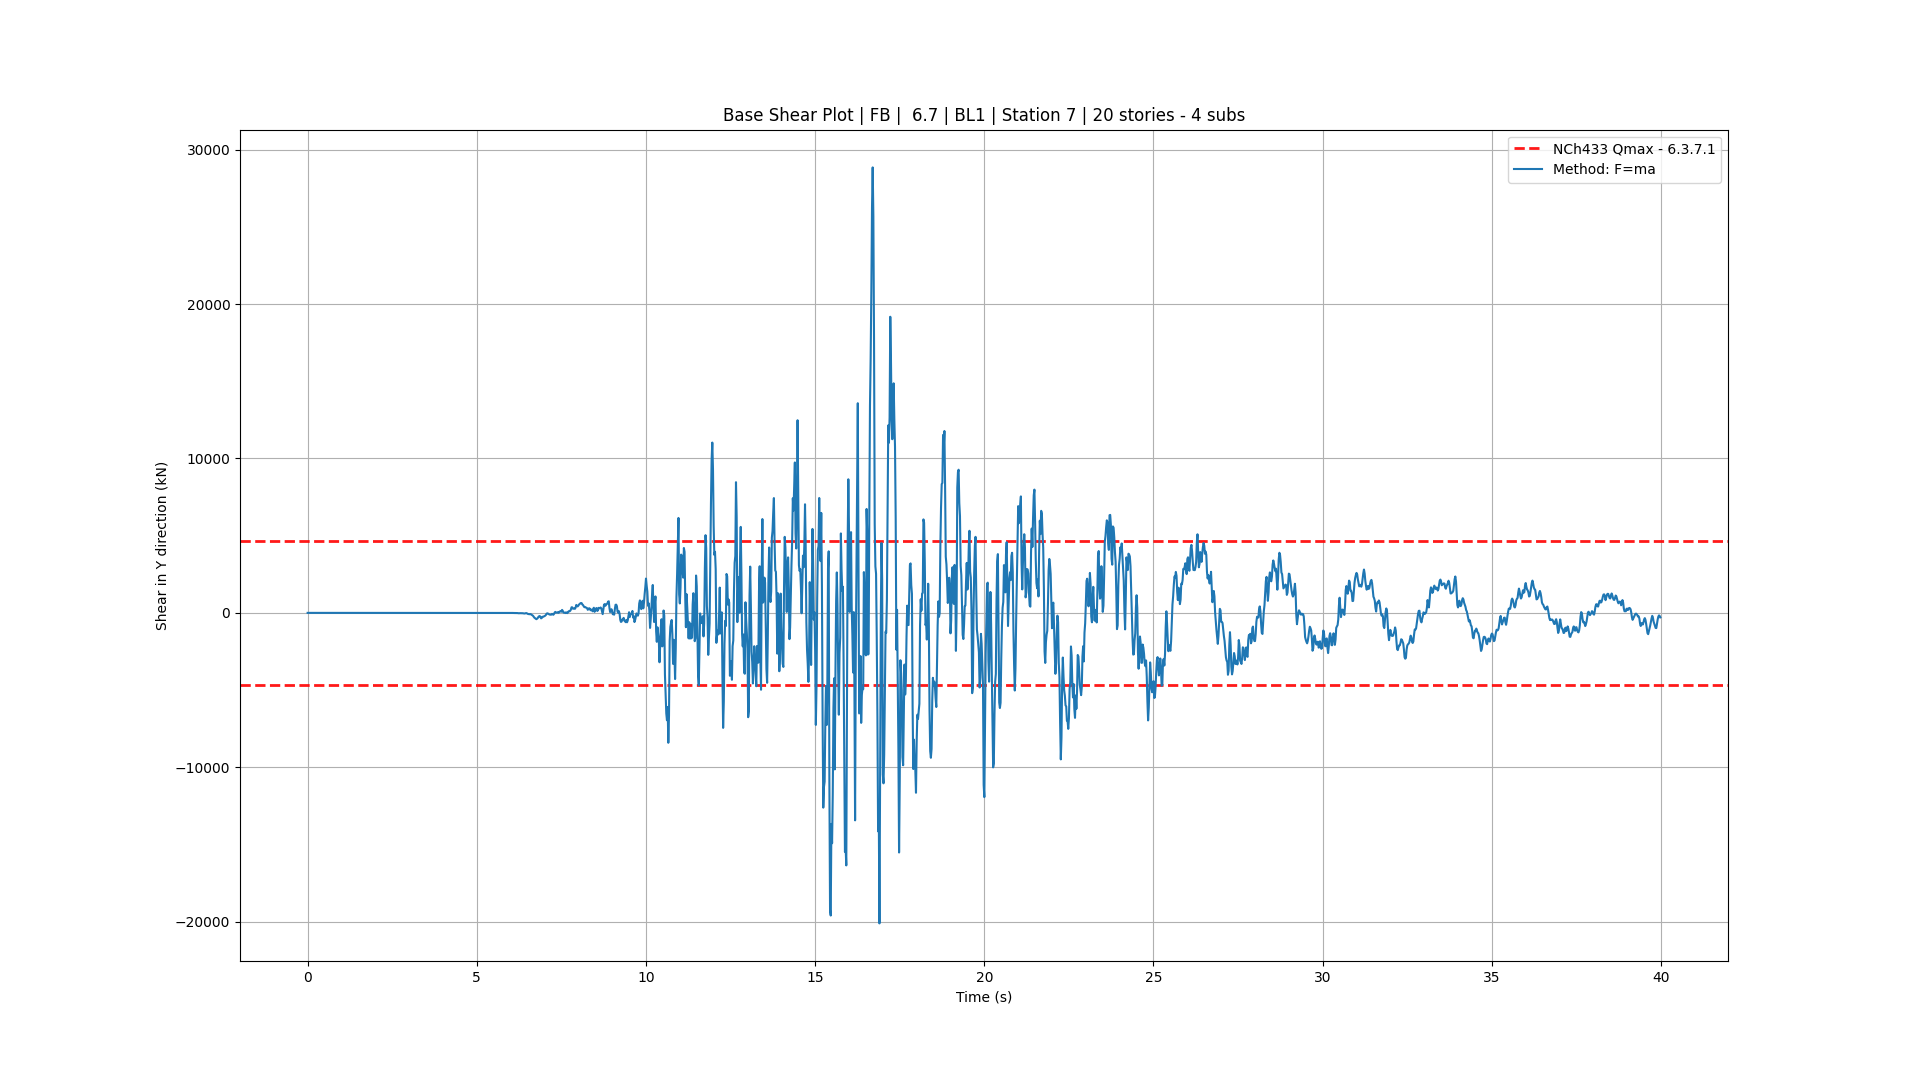 Base Shear Plot | FB |  6.7 | BL1 | Station 7 | 20 stories - 4 subs
NCh433 Qmax - 6.3.7.1
Method: F=ma
30000
20000
10000
0
−10000
−20000
Shear in Y direction (kN)
0 5 10 15 20 25 30 35 40
Time (s)